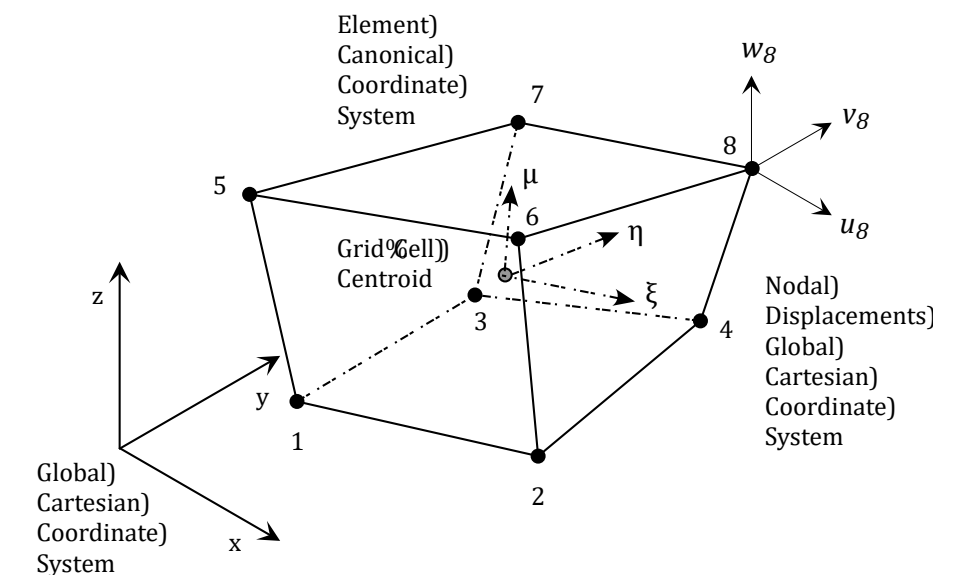 Element)
Canonical)
Coordinate)
System
7
w8
v8
8
u8
5
μ
6
η
Grid%Cell))
Centroid
ξ
3
4
Nodal)
Displacements)
Global)
Cartesian)
Coordinate)
System
z
y
1
2
Global)
Cartesian)
Coordinate)
System
x